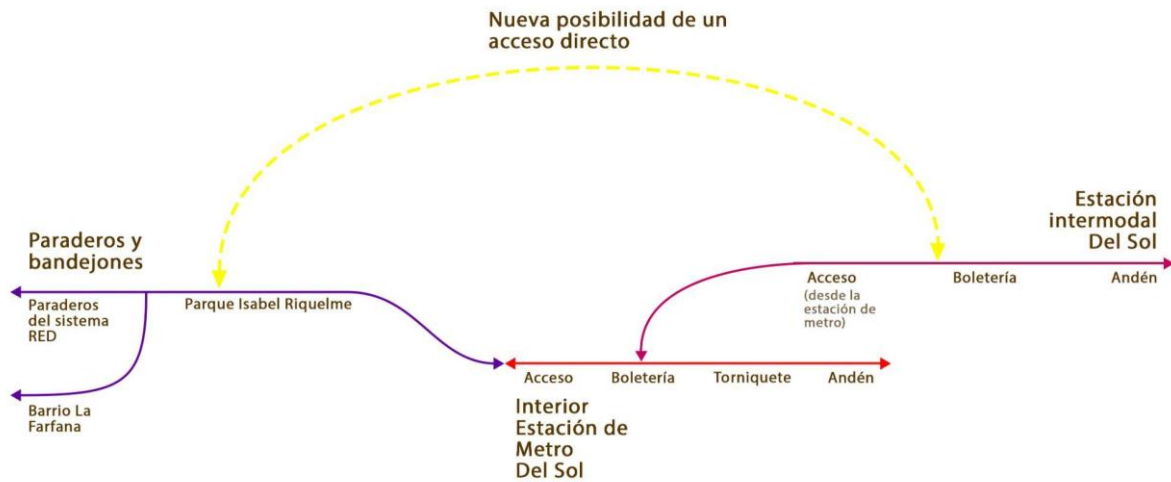 Nueva posibilidad de un
acceso directo
Estación
intermodal
Del Sol
Paraderos y
bandejones
Acceso
(desde la
estación de
metro)
Boletería
Andén
Paraderos
del sistema
RED
Parque Isabel Riquelme
Barrio La
Farfana
Acceso
Boletería
Torniquete
Andén
Interior
Estación de
Metro
Del Sol